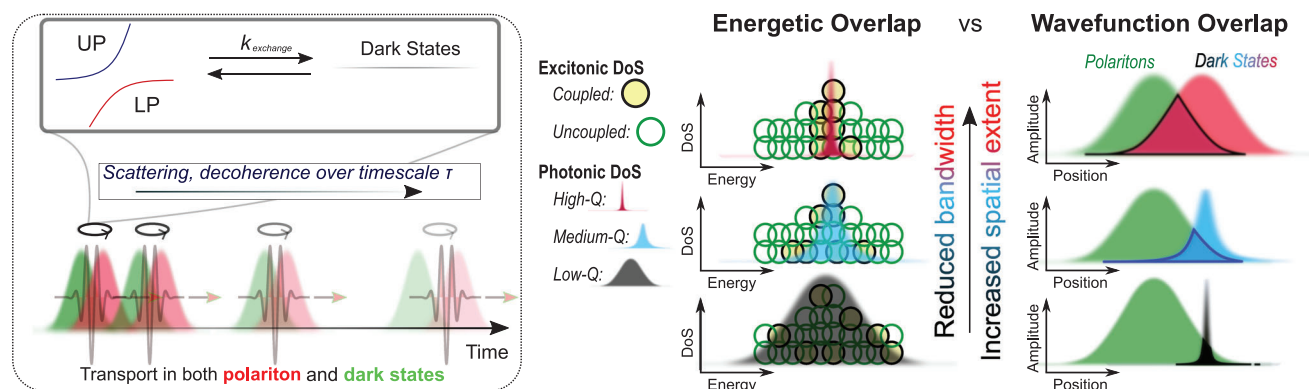 UP
LP
k exchange
Dark States
Scattering, decoherence over timescale τ
Time
Transport in both polariton and dark states
Excitonic DoS
Coupled:
Uncoupled:
Photonic DoS
High-Q:
Medium-Q:
Low-Q:
Energetic Overlap
vs
Wavefunction Overlap
DoS
Energy
DoS
Energy
DoS
Energy
Reduced bandwidth
Increased spatial extent
Polaritons
Dark States
Amplitude
Position
Amplitude
Position
Amplitude
Position